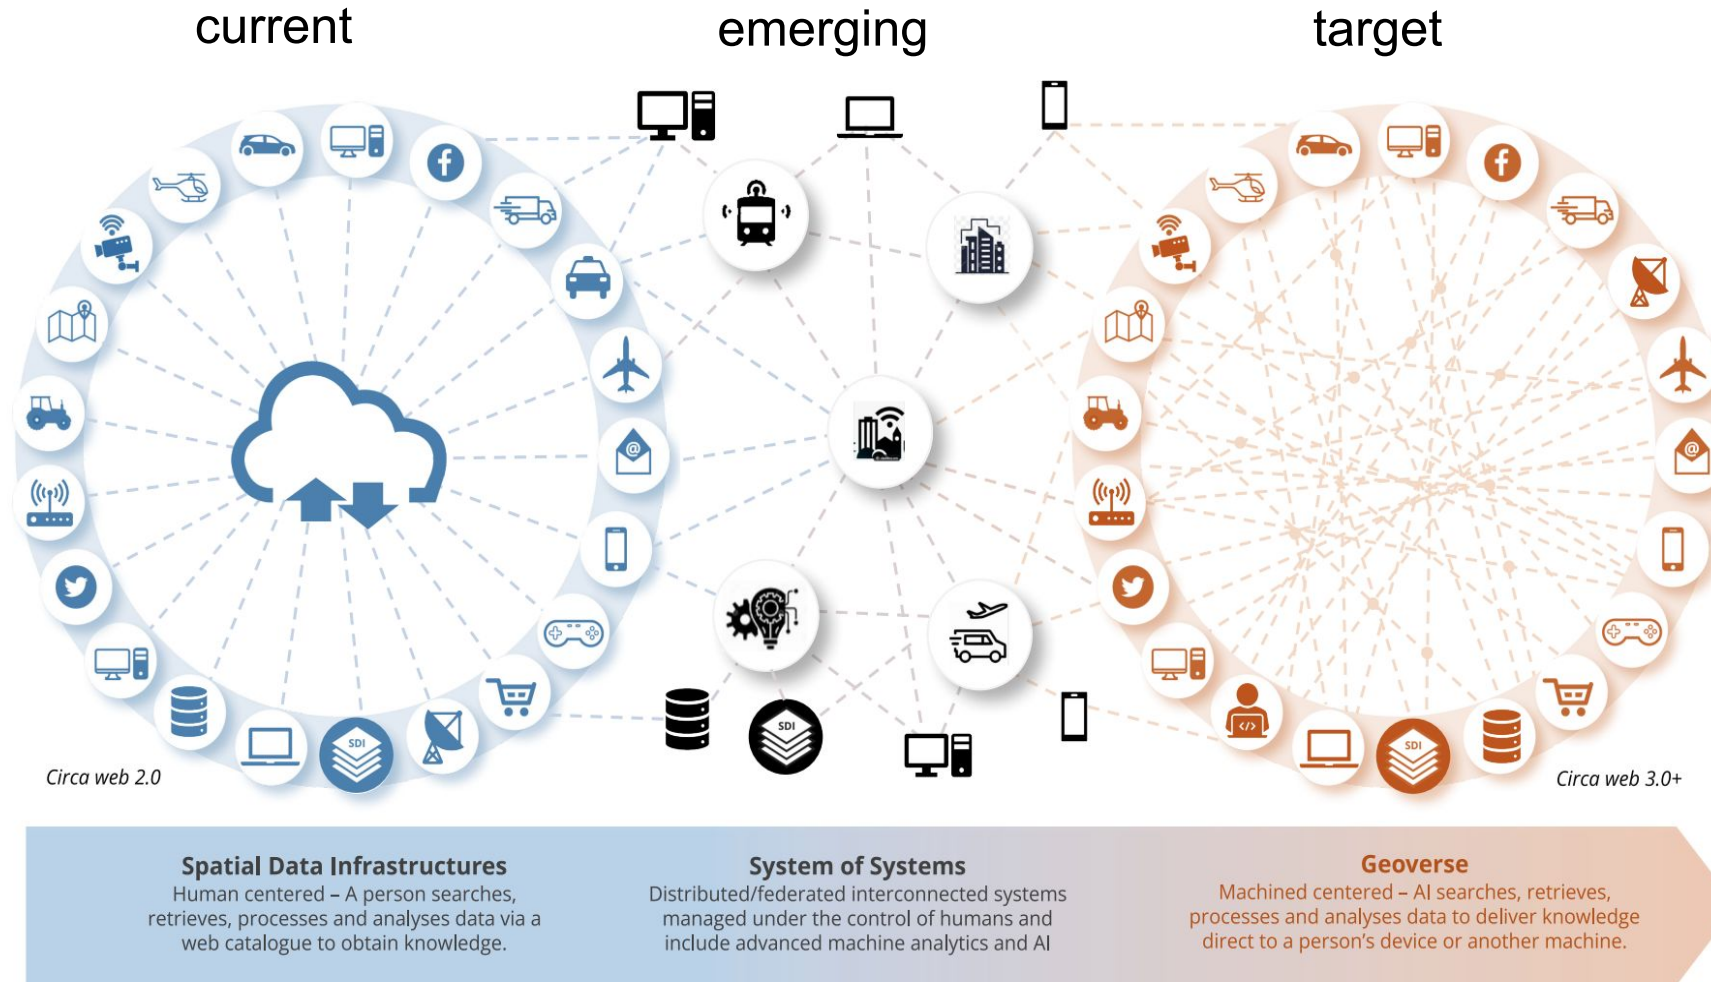 current
emerging
target
SDI
SDI
SDI
Circa web 2.0
Circa web 3.0+
Spatial Data Infrastructures
Human centered – A person searches,
retrieves, processes and analyses data via a
web catalogue to obtain knowledge.
System of Systems
Distributed/federated interconnected systems
managed under the control of humans and
include advanced machine analytics and AI
Geoverse
Machined centered – AI searches, retrieves,
processes and analyses data to deliver knowledge
direct to a person's device or another machine.